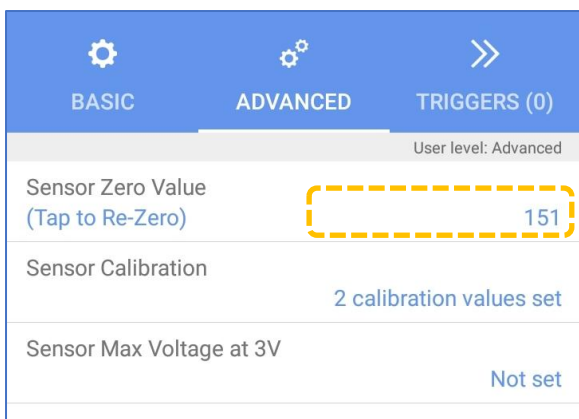 BASIC
ADVANCED
TRIGGERS (0)
User level: Advanced
Sensor Zero Value
(Tap to Re-Zero)
151
Sensor Calibration
2 calibration values set
Sensor Max Voltage at 3V
Not set